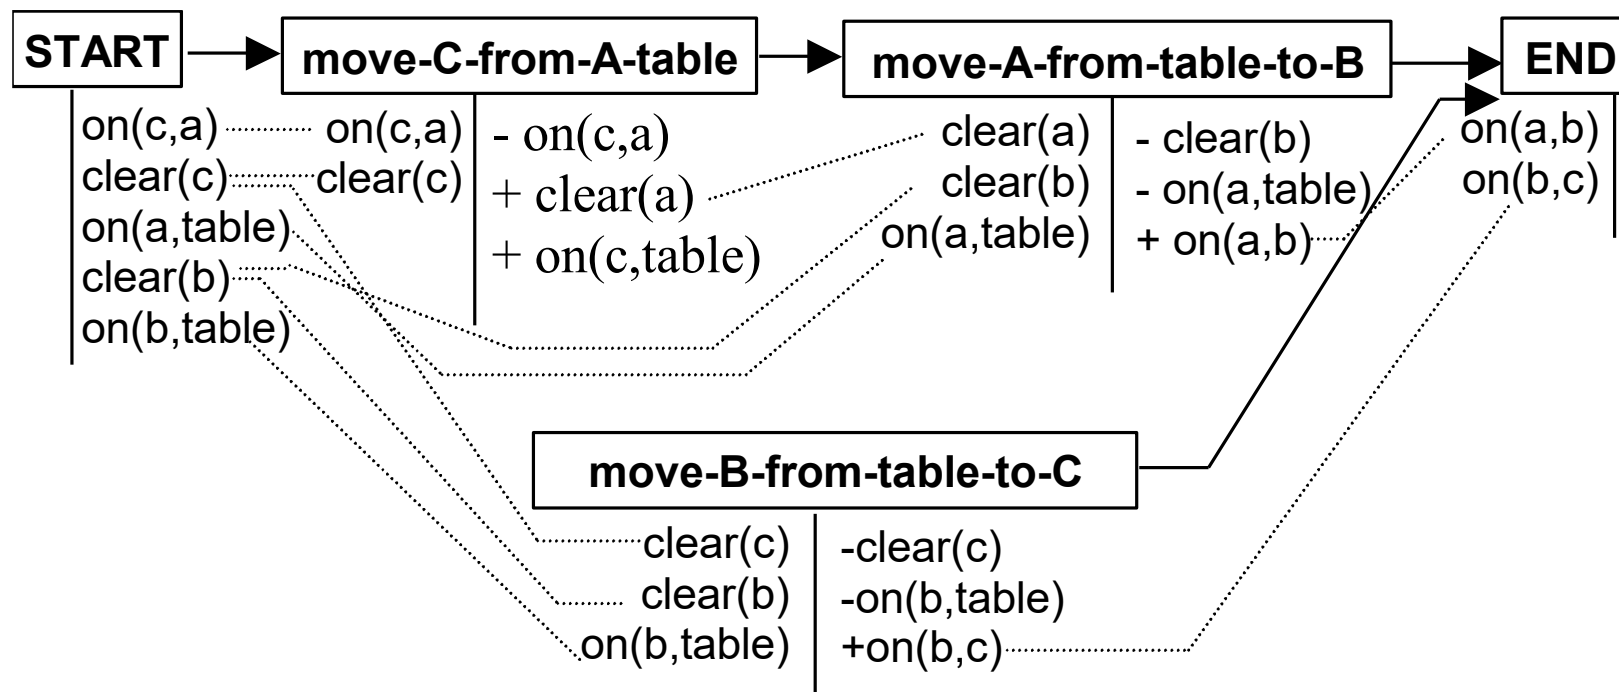 START
on(c,a)
clear(c)
on(a,table)
clear(b)
on(b,table)
move-C-from-A-table
on(c,a)
clear(c)
- on(c,a)
+ clear(a)
+ on(c,table)
move-A-from-table-to-B
clear(a)
clear(b)
on(a,table)
- clear(b)
- on(a,table)
+ on(a,b)
END
on(a,b)
on(b,c)
move-B-from-table-to-C
clear(c)
clear(b)
on(b,table)
-clear(c)
-on(b,table)
+on(b,c)